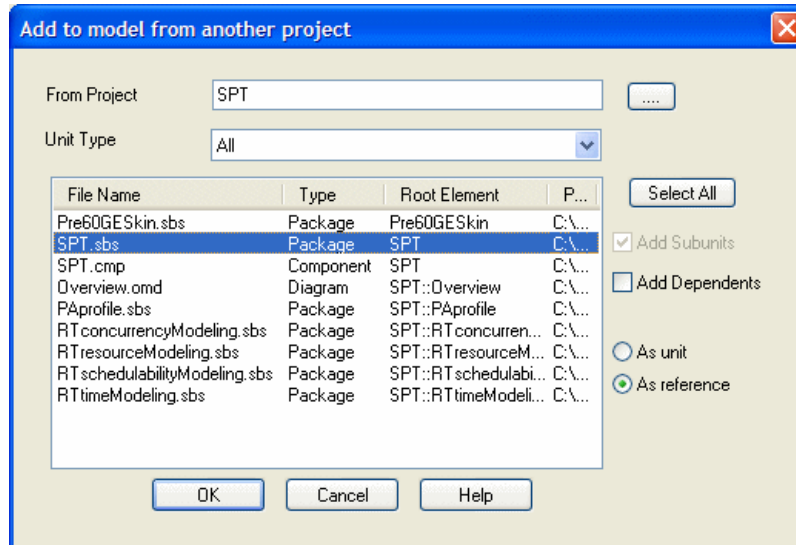 Add to model from another project
From Project SPT ....
Unit Type All
File Name Type Root Element P... Select All
Pre60GESkin.sbs Package Pre60GESkin C:\...
SPT.sbs Package SPT C:\... Add Subunits
SPT.cmp Component SPT C:\...
Overview.omd Diagram SPT::Overview C:\... Add Dependents
PAprofile.sbs Package SPT::PAprofile C:\...
RTconcurrencyModeling.sbs Package SPT::RTconcurren... C:\...
RTresourceModeling.sbs Package SPT::RTresourceM... C:\... As unit
RTschedulabilityModeling.sbs Package SPT::RTschedulabi... C:\... As reference
RTtimeModeling.sbs Package SPT::RTtimeModeli... C:\...
OK Cancel Help